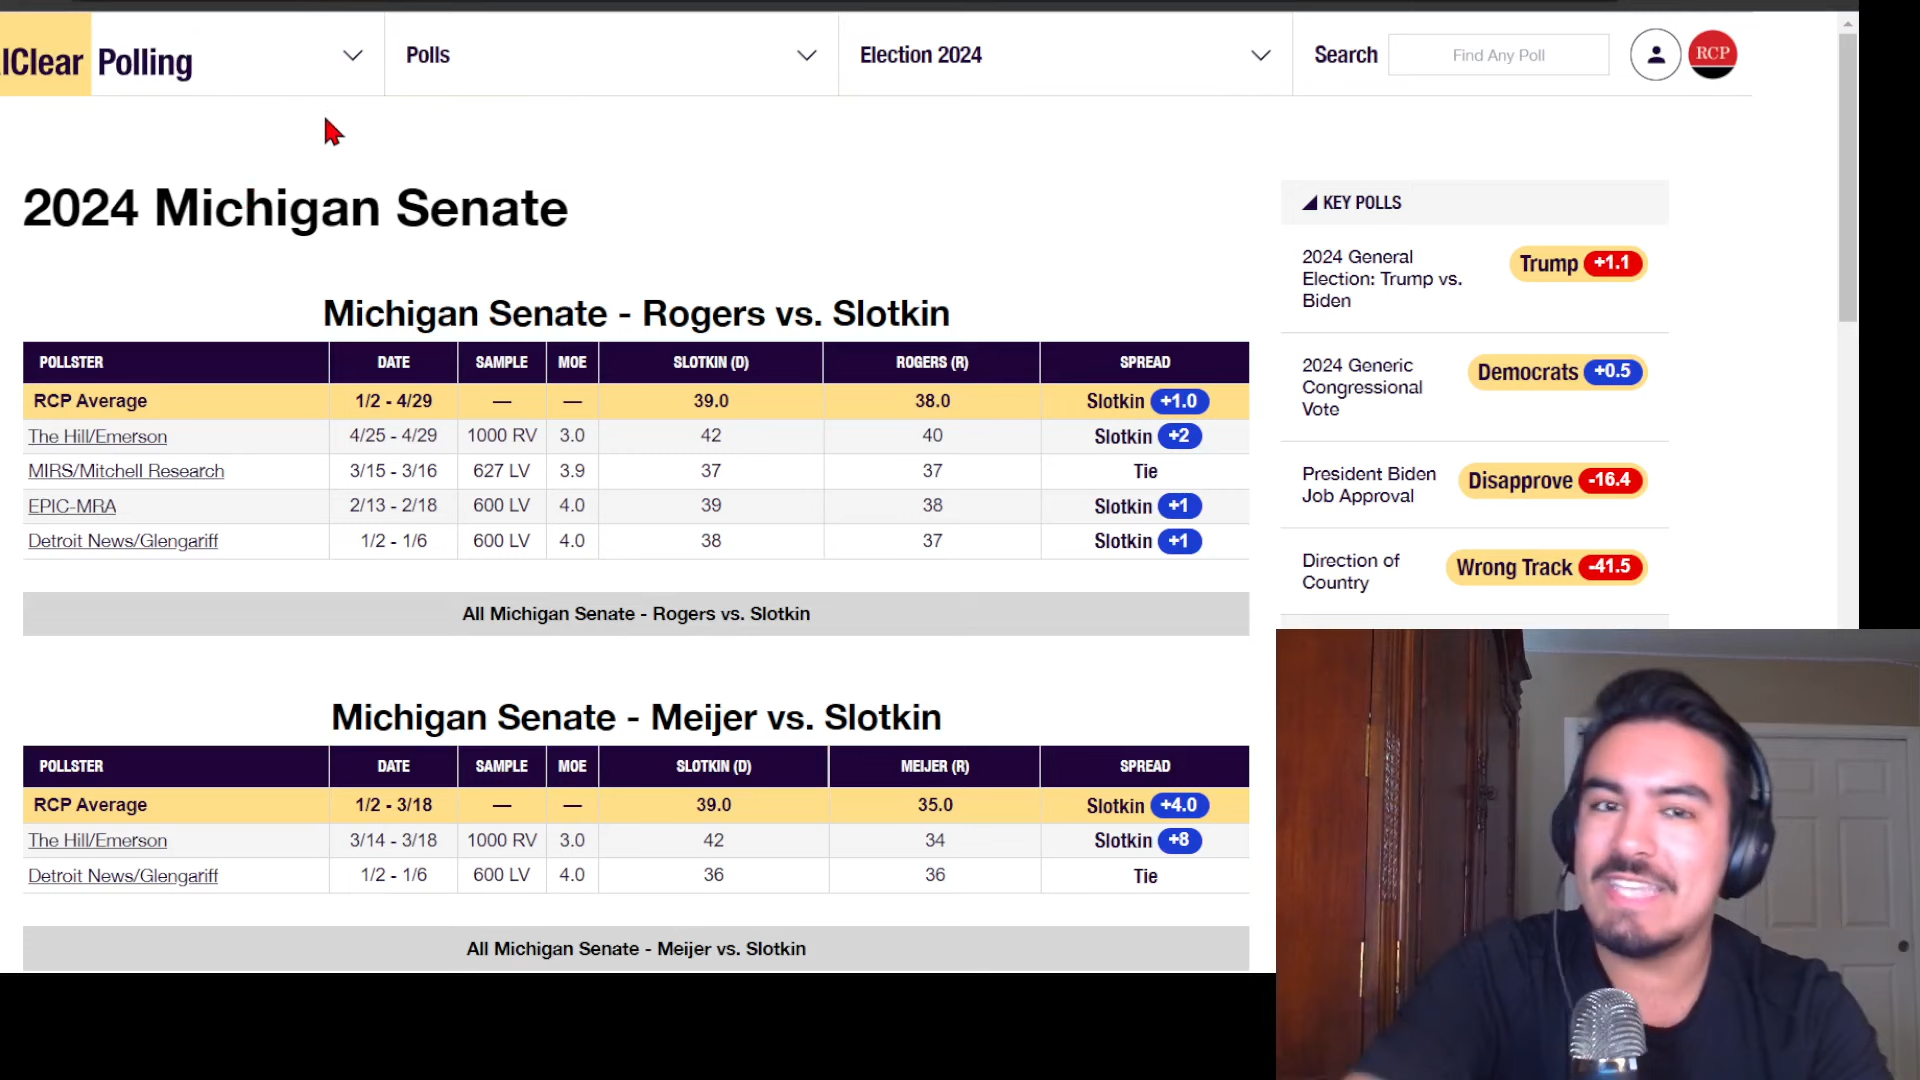 lClear Polling
Polls
Election 2024
Search
Find Any Poll
RCP
2024 Michigan Senate
Michigan Senate - Rogers vs. Slotkin
POLLSTER DATE SAMPLE MOE SLOTKIN (D) ROGERS (R) SPREAD
RCP Average 1/2 - 4/29 — — 39.0 38.0 Slotkin +1.0
The Hill/Emerson 4/25 - 4/29 1000 RV 3.0 42 40 Slotkin +2
MIRS/Mitchell Research 3/15 - 3/16 627 LV 3.9 37 37 Tie
EPIC-MRA 2/13 - 2/18 600 LV 4.0 39 38 Slotkin +1
Detroit News/Glengariff 1/2 - 1/6 600 LV 4.0 38 37 Slotkin +1
All Michigan Senate - Rogers vs. Slotkin
Michigan Senate - Meijer vs. Slotkin
POLLSTER DATE SAMPLE MOE SLOTKIN (D) MEIJER (R) SPREAD
RCP Average 1/2 - 3/18 — — 39.0 35.0 Slotkin +4.0
The Hill/Emerson 3/14 - 3/18 1000 RV 3.0 42 34 Slotkin +8
Detroit News/Glengariff 1/2 - 1/6 600 LV 4.0 36 36 Tie
All Michigan Senate - Meijer vs. Slotkin
KEY POLLS
2024 General
Election: Trump vs.
Biden
Trump +1.1
2024 Generic
Congressional
Vote
Democrats +0.5
President Biden
Job Approval
Disapprove -16.4
Direction of
Country
Wrong Track -41.5